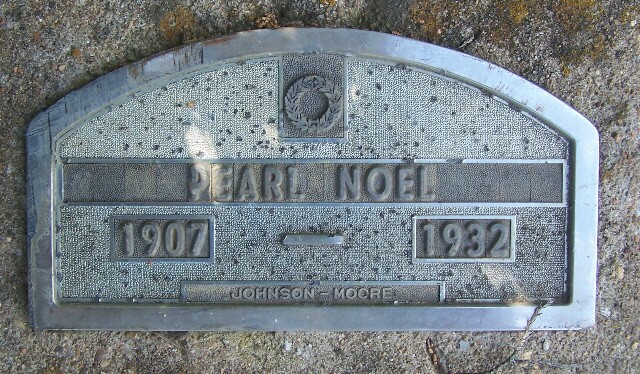 PEARL NOEL
1907 — 1932
JOHNSON-MOORE